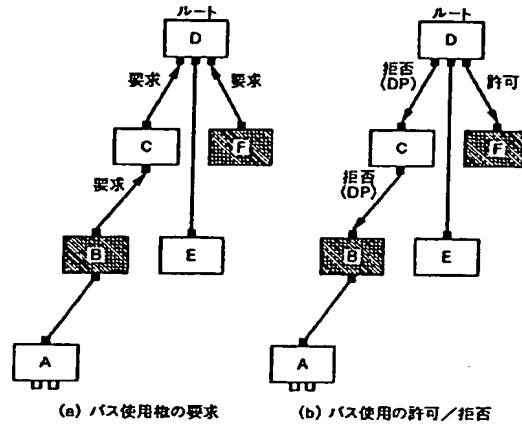 ルート
D
要求
要求
C
F
要求
B
E
A
(a) バス使用権の要求
ルート
D
拒否
(DP)
許可
C
F
拒否
(DP)
B
E
A
(b) バス使用の許可/拒否